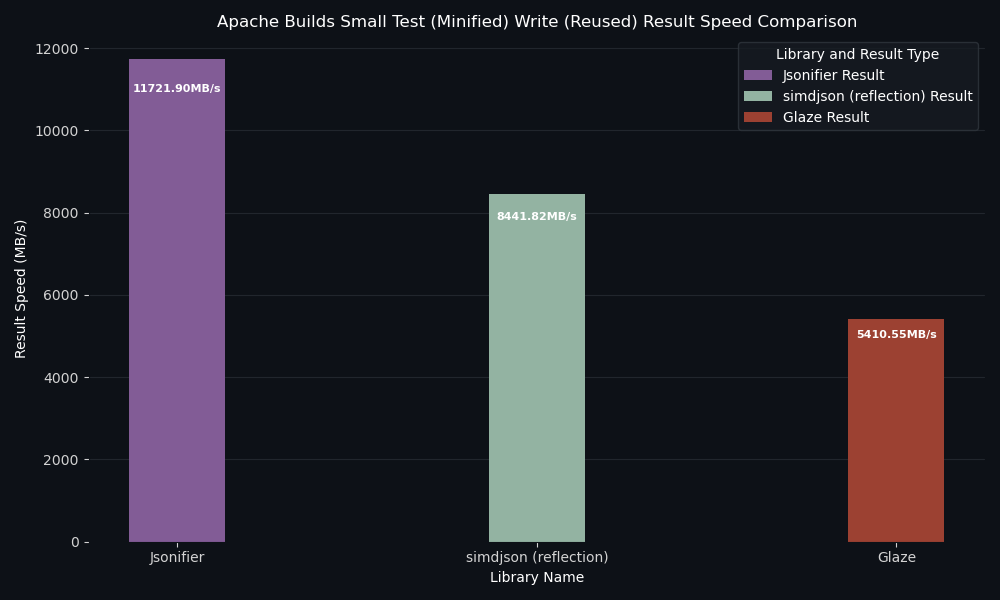 Apache Builds Small Test (Minified) Write (Reused) Result Speed Comparison
Library and Result Type
Jsonifier Result
simdjson (reflection) Result
Glaze Result
12000
10000
8000
6000
4000
2000
0
Result Speed (MB/s)
11721.90MB/s
8441.82MB/s
5410.55MB/s
Jsonifier
simdjson (reflection)
Glaze
Library Name